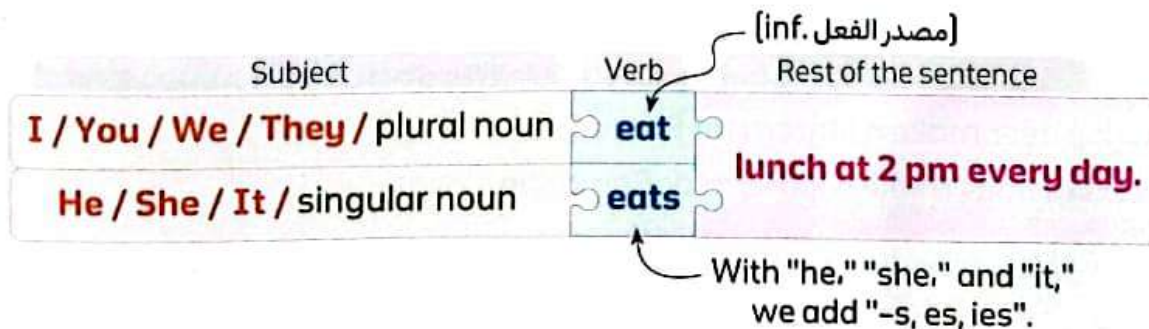 (inf. مصدر الفعل)
Subject Verb Rest of the sentence
I / You / We / They / plural noun eat
lunch at 2 pm every day.
He / She / It / singular noun eats
With "he," "she," and "it,"
we add "–s, es, ies".